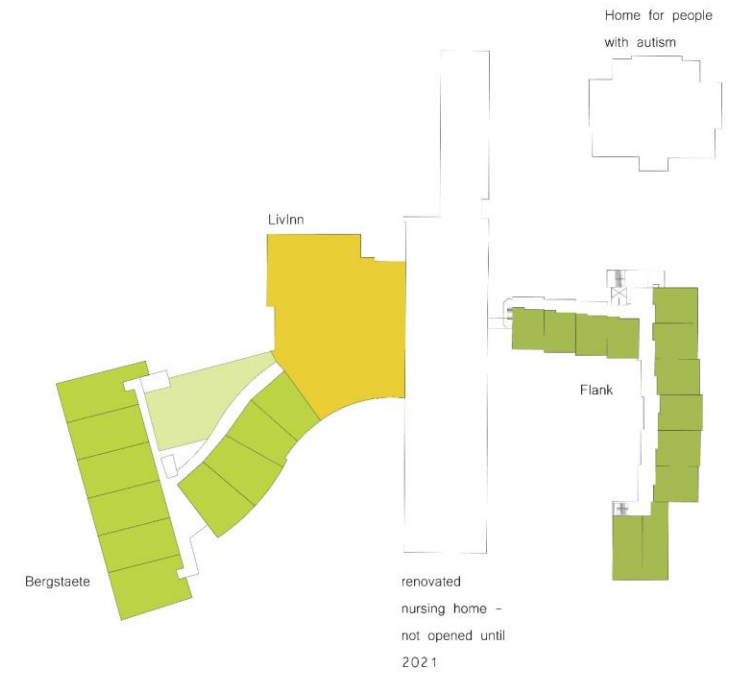 Home for people
with autism
LivInn
Flank
Bergstaete
renovated
nursing home –
not opened until
2021